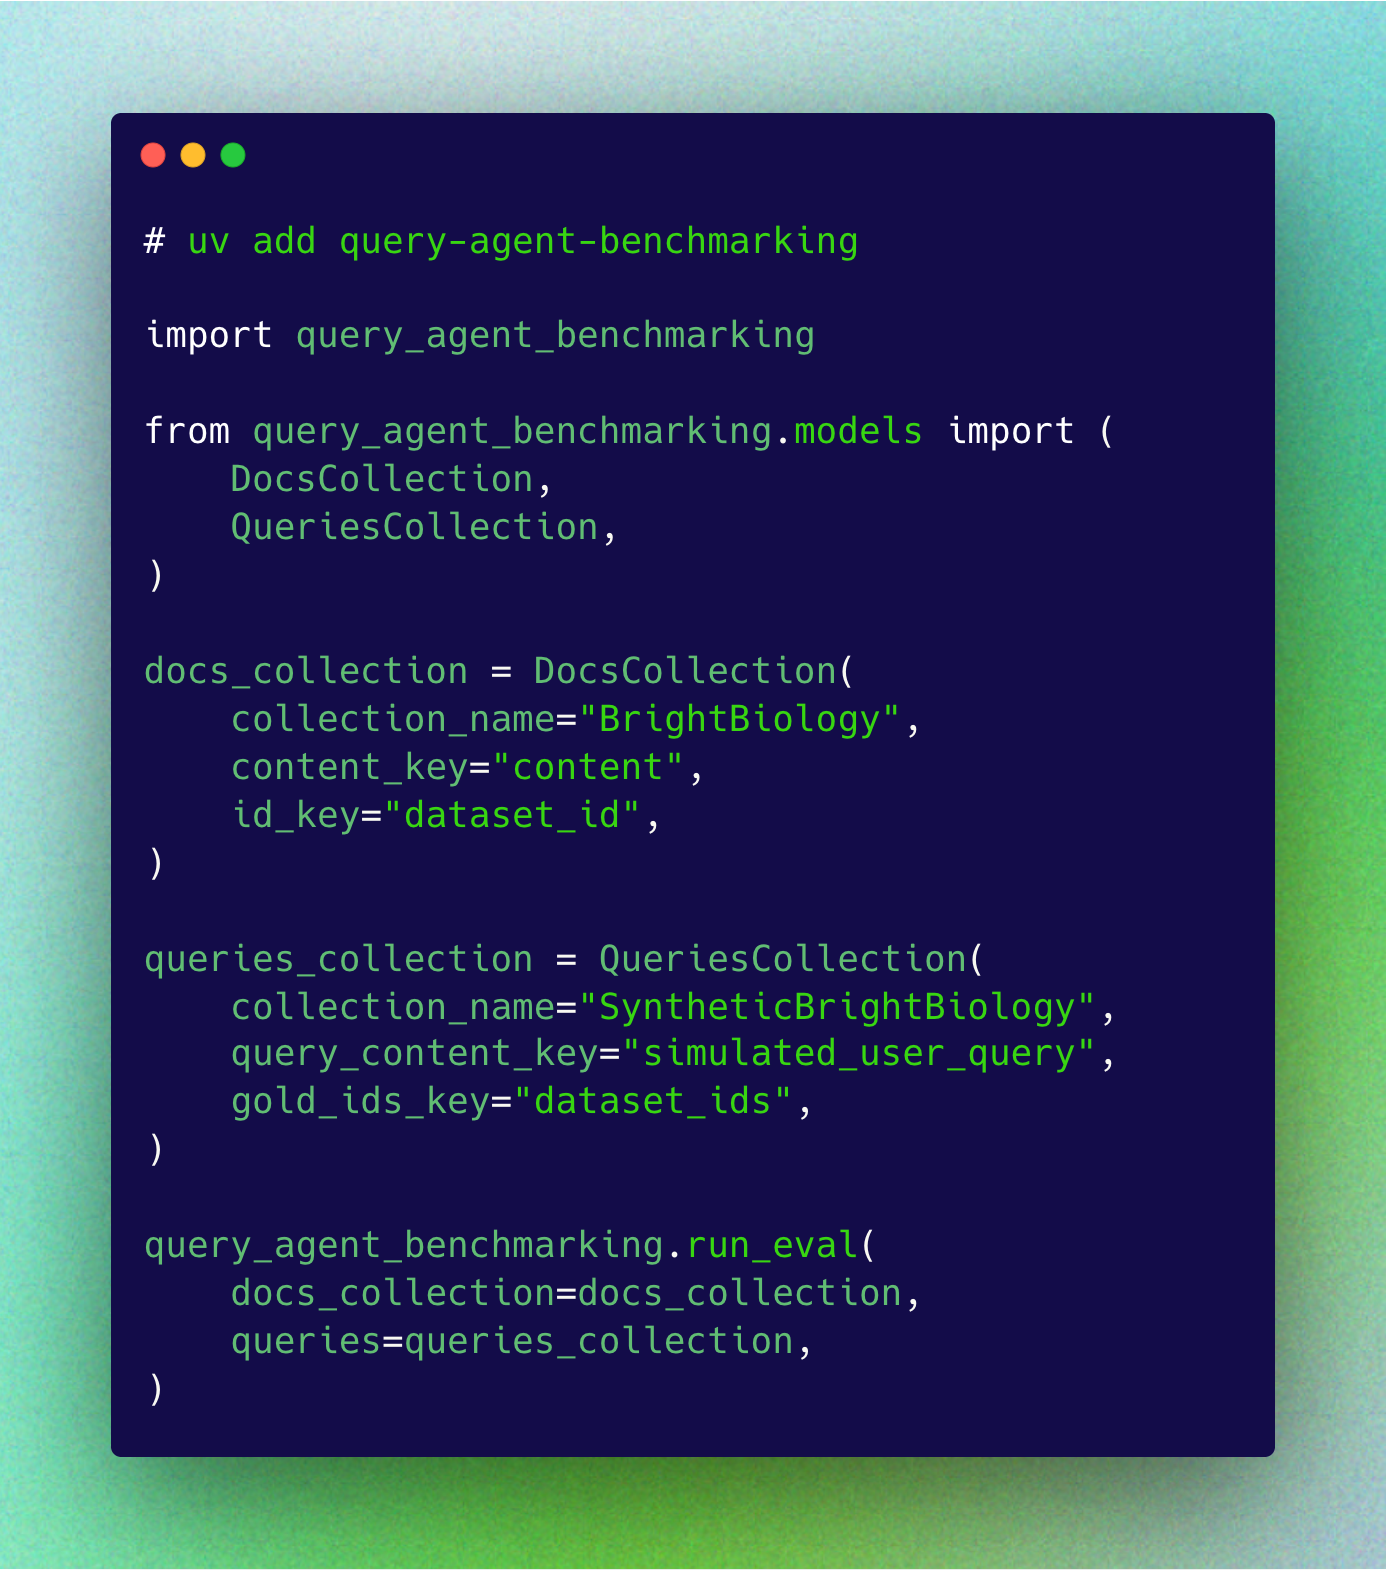 # uv add query-agent-benchmarking
import query_agent_benchmarking
from query_agent_benchmarking.models import (
    DocsCollection,
    QueriesCollection,
)
docs_collection = DocsCollection(
    collection_name="BrightBiology",
    content_key="content",
    id_key="dataset_id",
)
queries_collection = QueriesCollection(
    collection_name="SyntheticBrightBiology",
    query_content_key="simulated_user_query",
    gold_ids_key="dataset_ids",
)
query_agent_benchmarking.run_eval(
    docs_collection=docs_collection,
    queries=queries_collection,
)